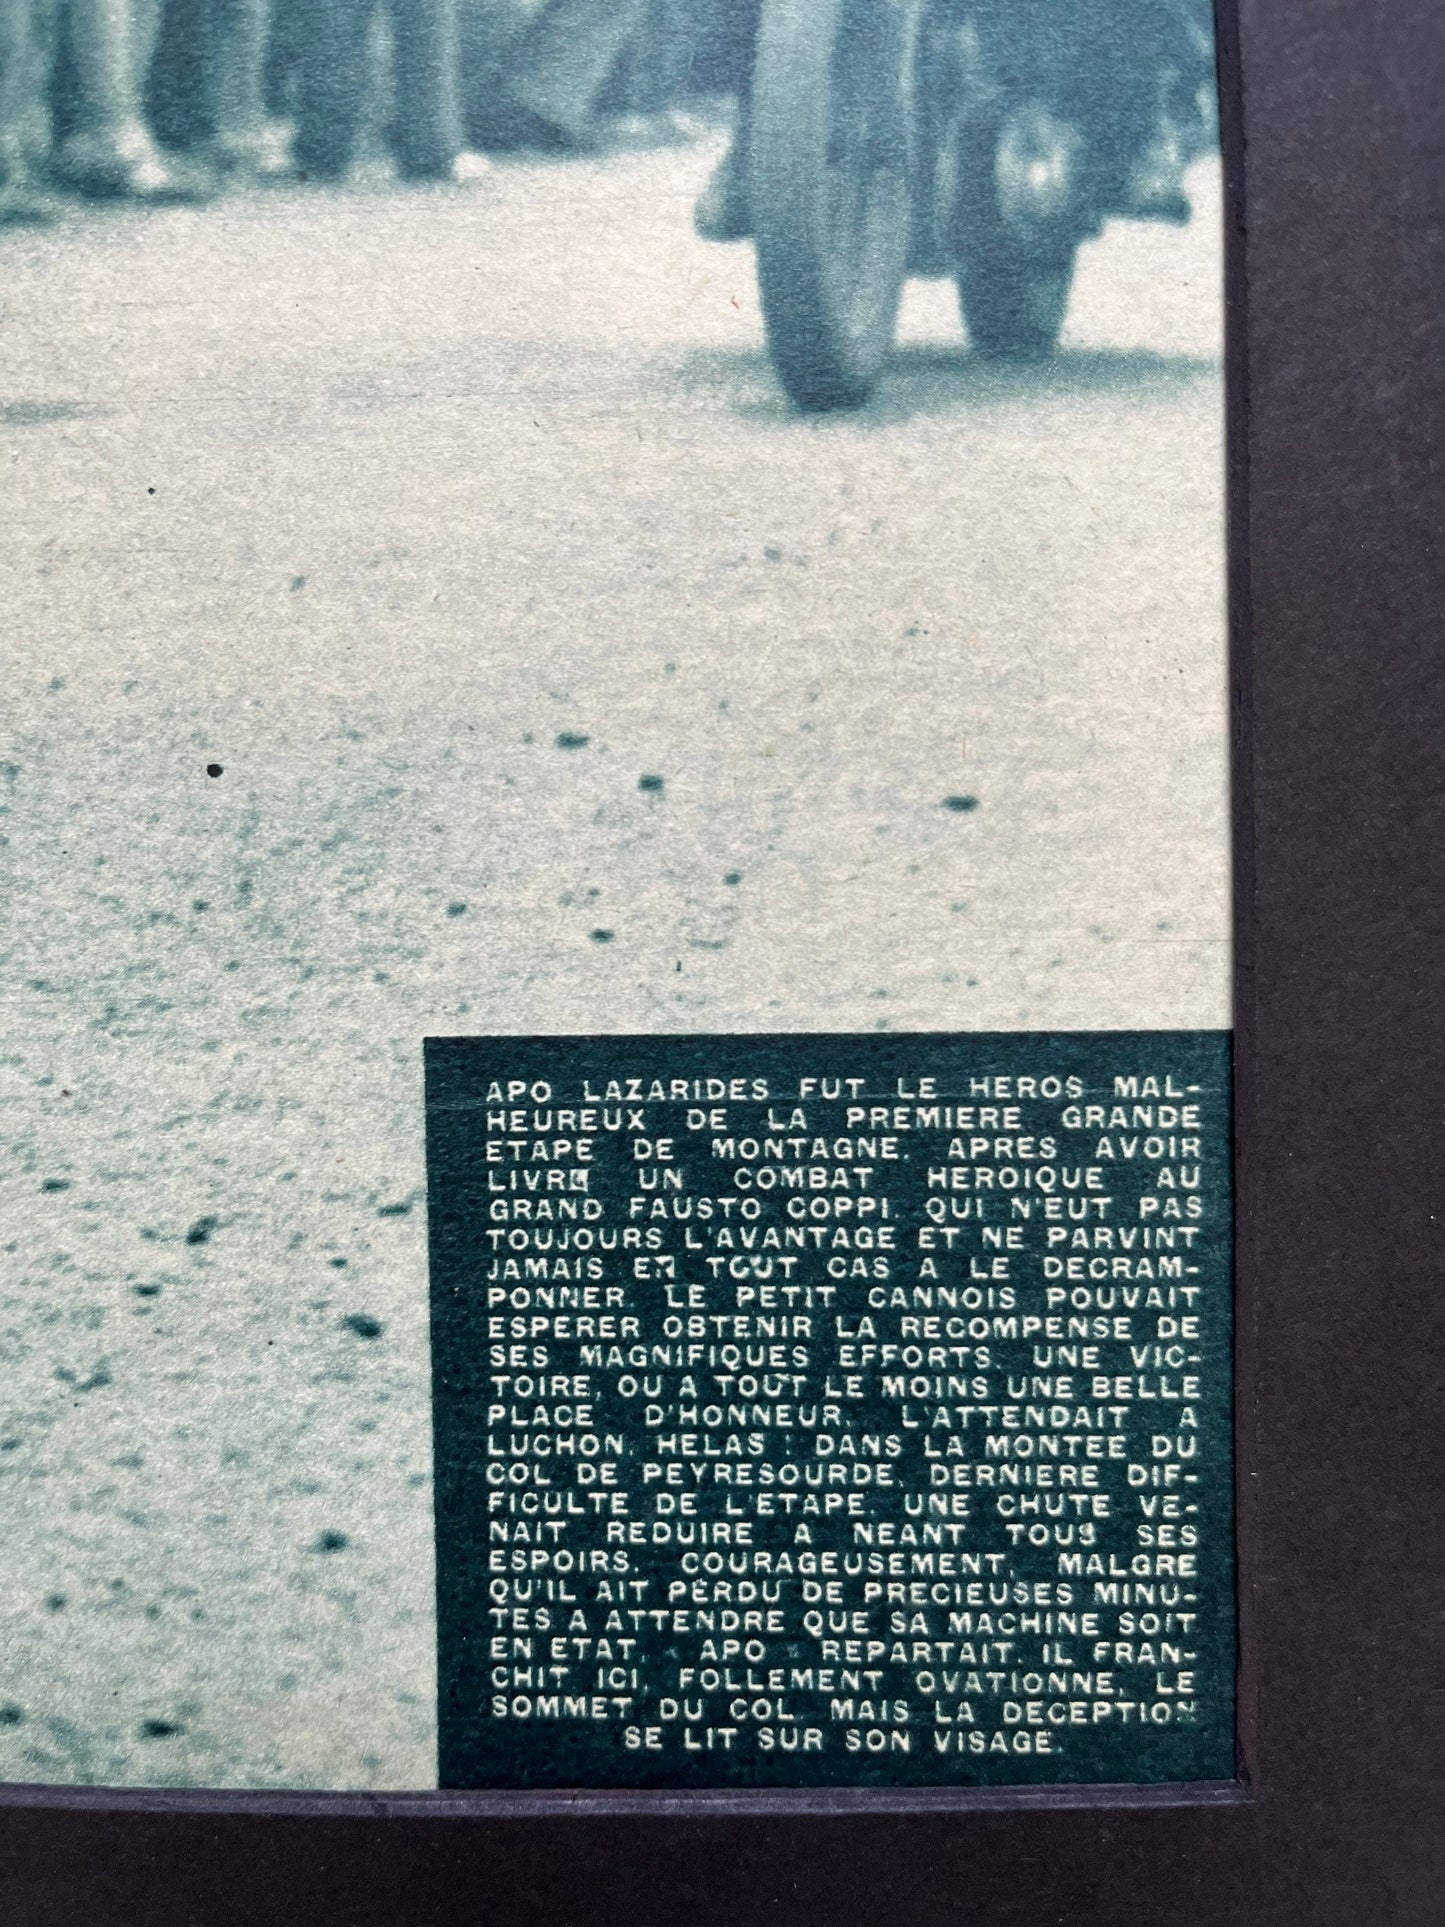 APO LAZARIDES FUT LE HEROS MAL-
HEUREUX DE LA PREMIERE GRANDE
ETAPE DE MONTAGNE. APRES AVOIR
LIVRE UN COMBAT HEROIQUE AU
GRAND FAUSTO COPPI, QUI N'EUT PAS
TOUJOURS L'AVANTAGE ET NE PARVINT
JAMAIS EN TOUT CAS A LE DECRAM-
PONNER, LE PETIT CANNOIS POUVAIT
ESPERER OBTENIR LA RECOMPENSE DE
SES MAGNIFIQUES EFFORTS. UNE VIC-
TOIRE, OU A TOUT LE MOINS UNE BELLE
PLACE D'HONNEUR, L'ATTENDAIT A
LUCHON. HELAS ! DANS LA MONTEE DU
COL DE PEYRESOURDE, DERNIERE DIF-
FICULTE DE L'ETAPE, UNE CHUTE VE-
NAIT REDUIRE A NEANT TOUS SES
ESPOIRS. COURAGEUSEMENT, MALGRE
QU'IL AIT PERDU DE PRECIEUSES MINU-
TES A ATTENDRE QUE SA MACHINE SOIT
EN ETAT, « APO » REPARTAIT. IL FRAN-
CHIT ICI, FOLLEMENT OVATIONNE, LE
SOMMET DU COL. MAIS LA DECEPTION
SE LIT SUR SON VISAGE.